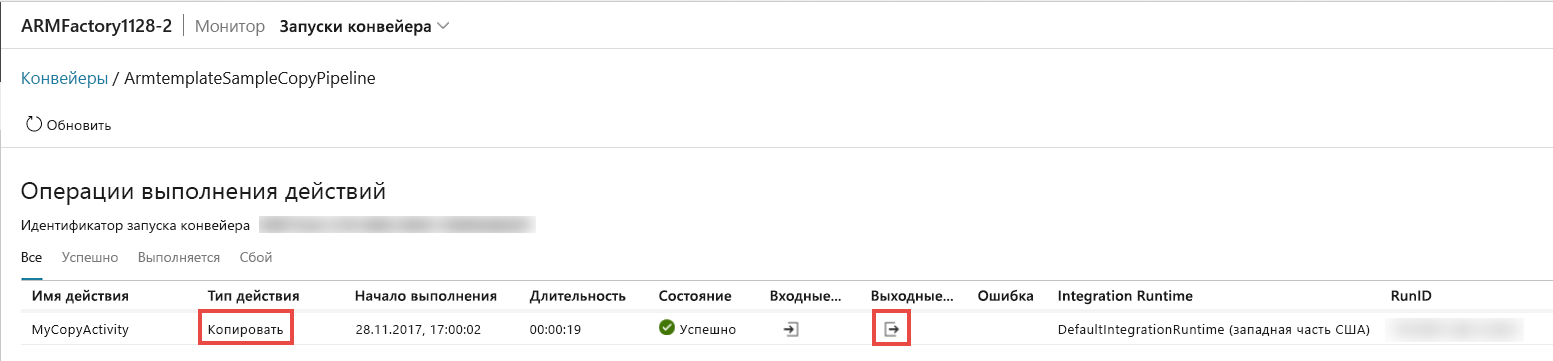 ARMFactory1128-2 Монитор Запуски конвейера
Конвейеры / ArmtemplateSampleCopyPipeline
Обновить
Операции выполнения действий
Идентификатор запуска конвейера
Все Успешно Выполняется Сбой
Имя действия Тип действия Начало выполнения Длительность Состояние Входные... Выходные... Ошибка Integration Runtime RunID
MyCopyActivity Копировать 28.11.2017, 17:00:02 00:00:19 Успешно DefaultIntegrationRuntime (западная часть США)